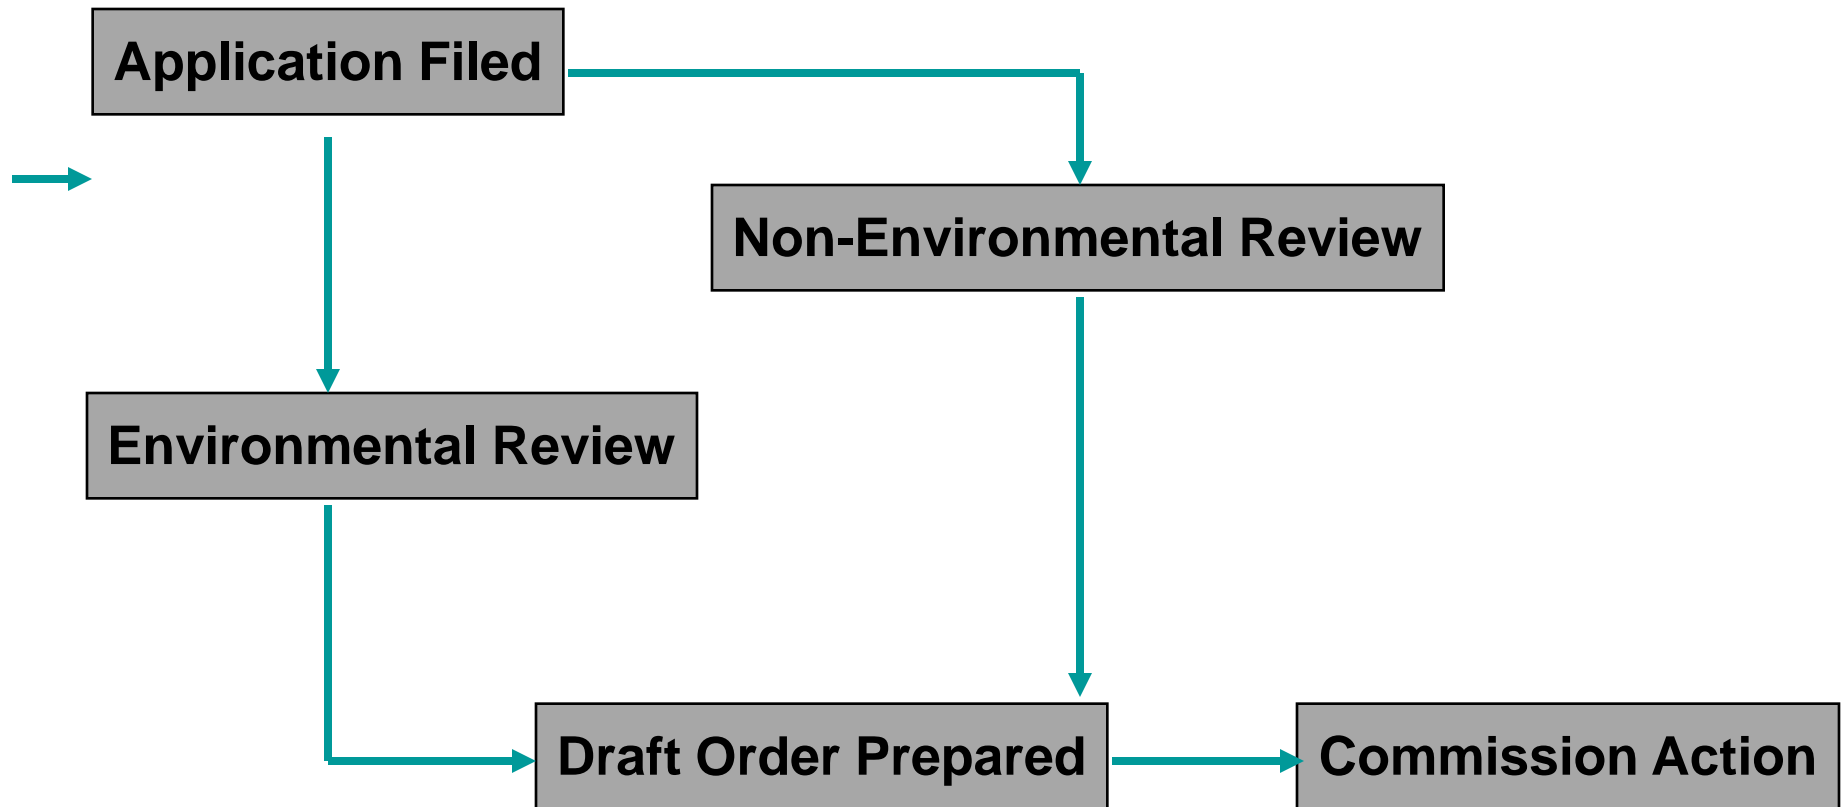 Application Filed
Non-Environmental Review
Environmental Review
Draft Order Prepared
Commission Action